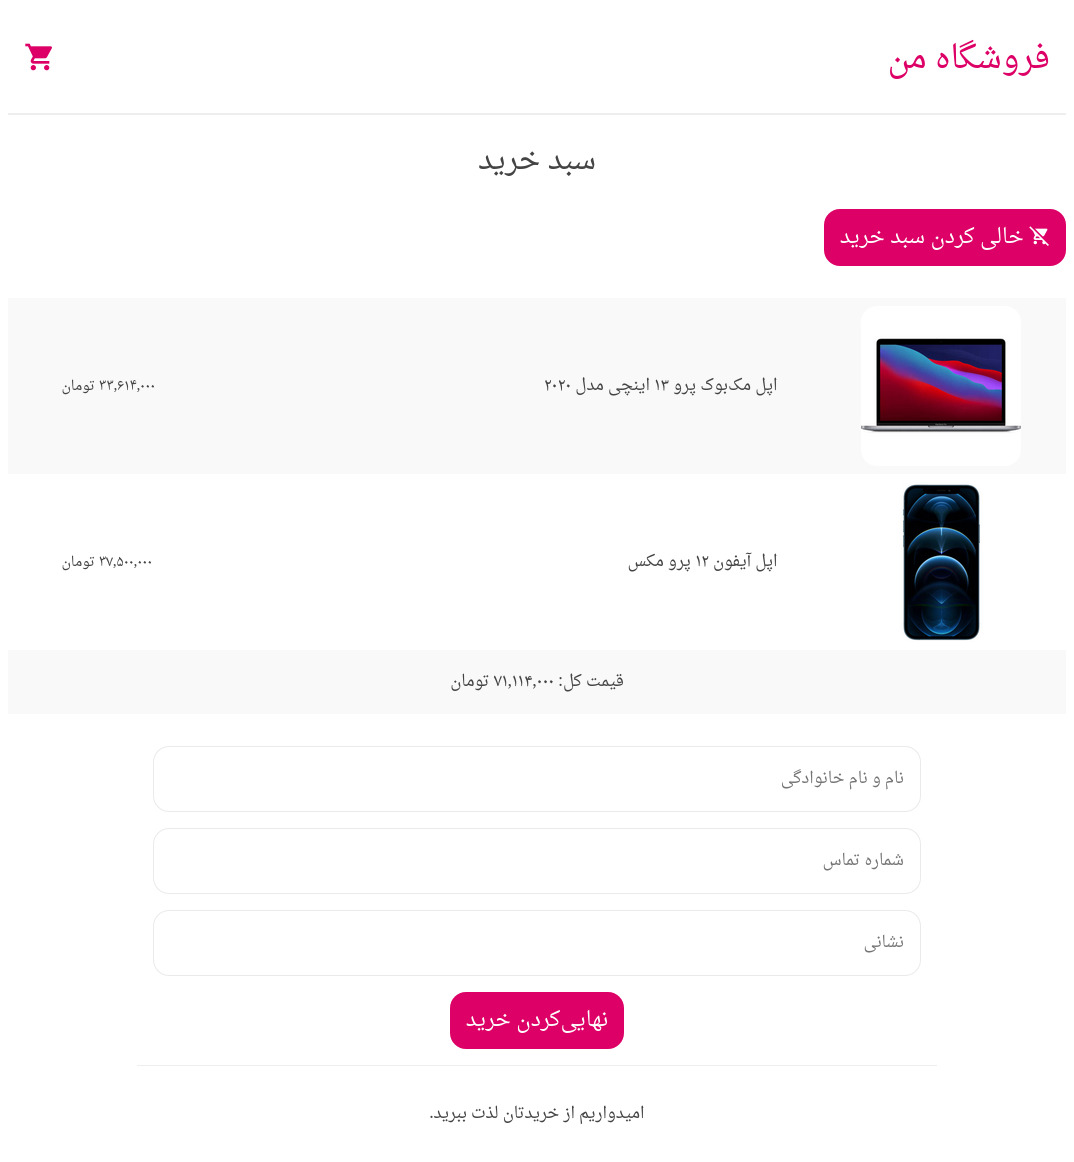 فروشگاه من
سبد خرید
خالی کردن سبد خرید
اپل مک‌بوک پرو ۱۳ اینچی مدل ۲۰۲۰
۳۳,۶۱۴,۰۰۰ تومان
اپل آیفون ۱۲ پرو مکس
۳۷,۵۰۰,۰۰۰ تومان
قیمت کل: ۷۱,۱۱۴,۰۰۰ تومان
نام و نام خانوادگی
شماره تماس
نشانی
نهایی‌کردن خرید
امیدواریم از خریدتان لذت ببرید.